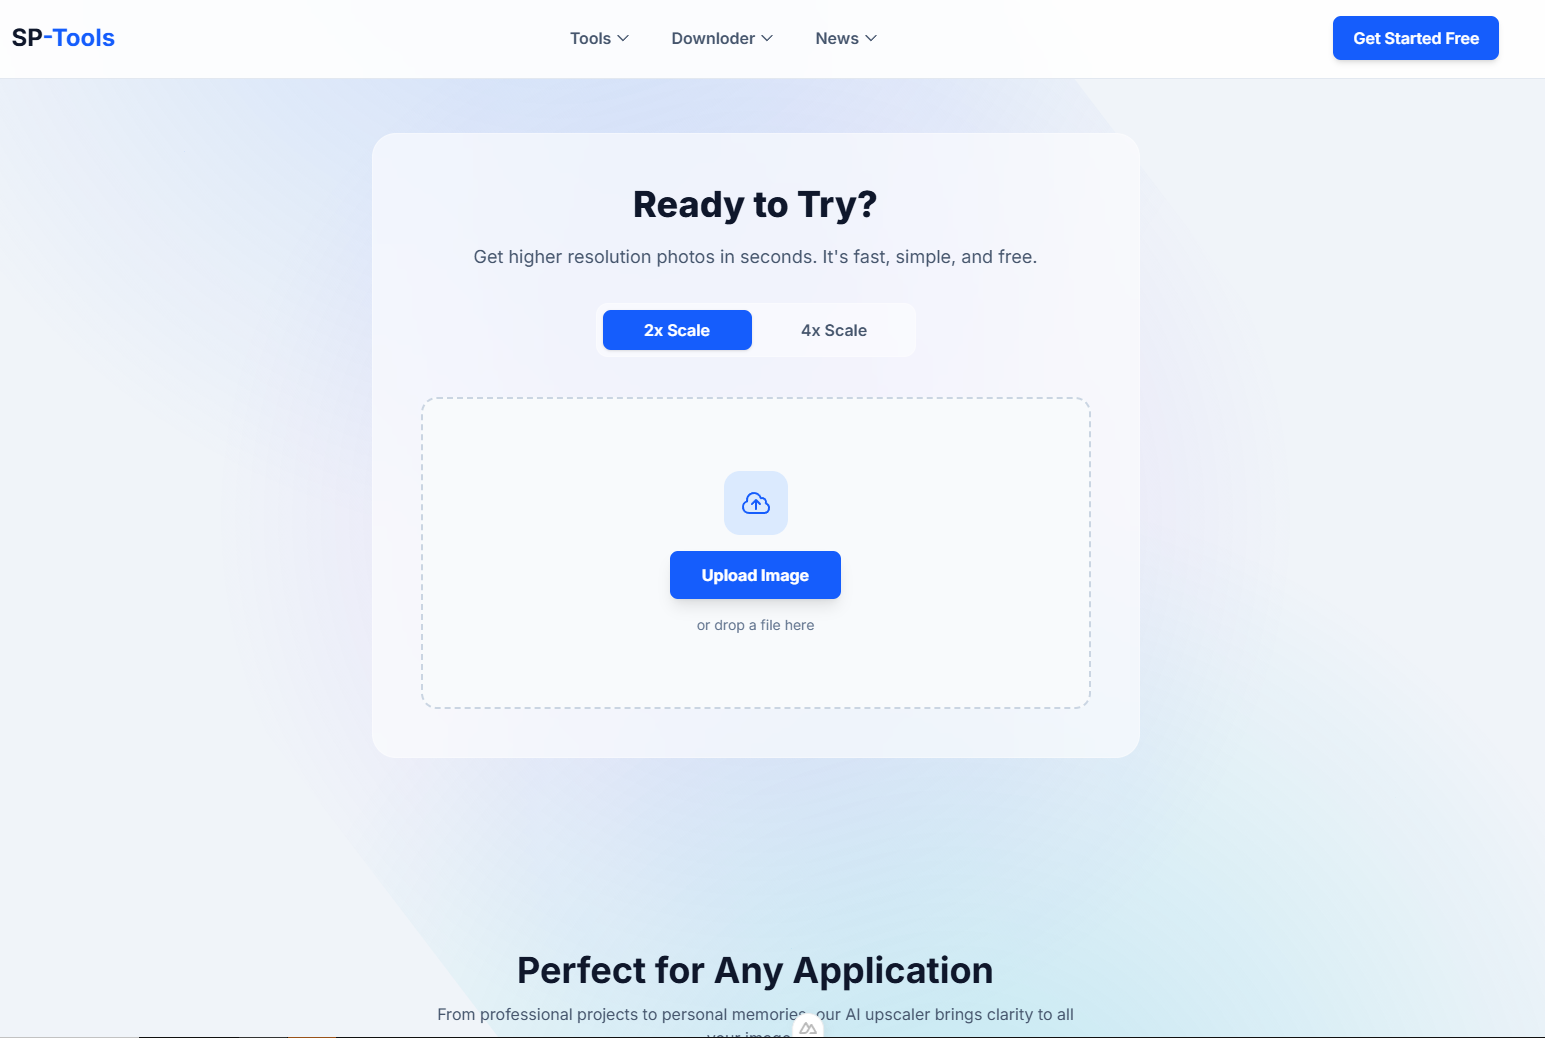 SP-Tools
Tools
Downloder
News
Get Started Free
Ready to Try?
Get higher resolution photos in seconds. It's fast, simple, and free.
2x Scale
4x Scale
Upload Image
or drop a file here
Perfect for Any Application
From professional projects to personal memories, our AI upscaler brings clarity to all
your